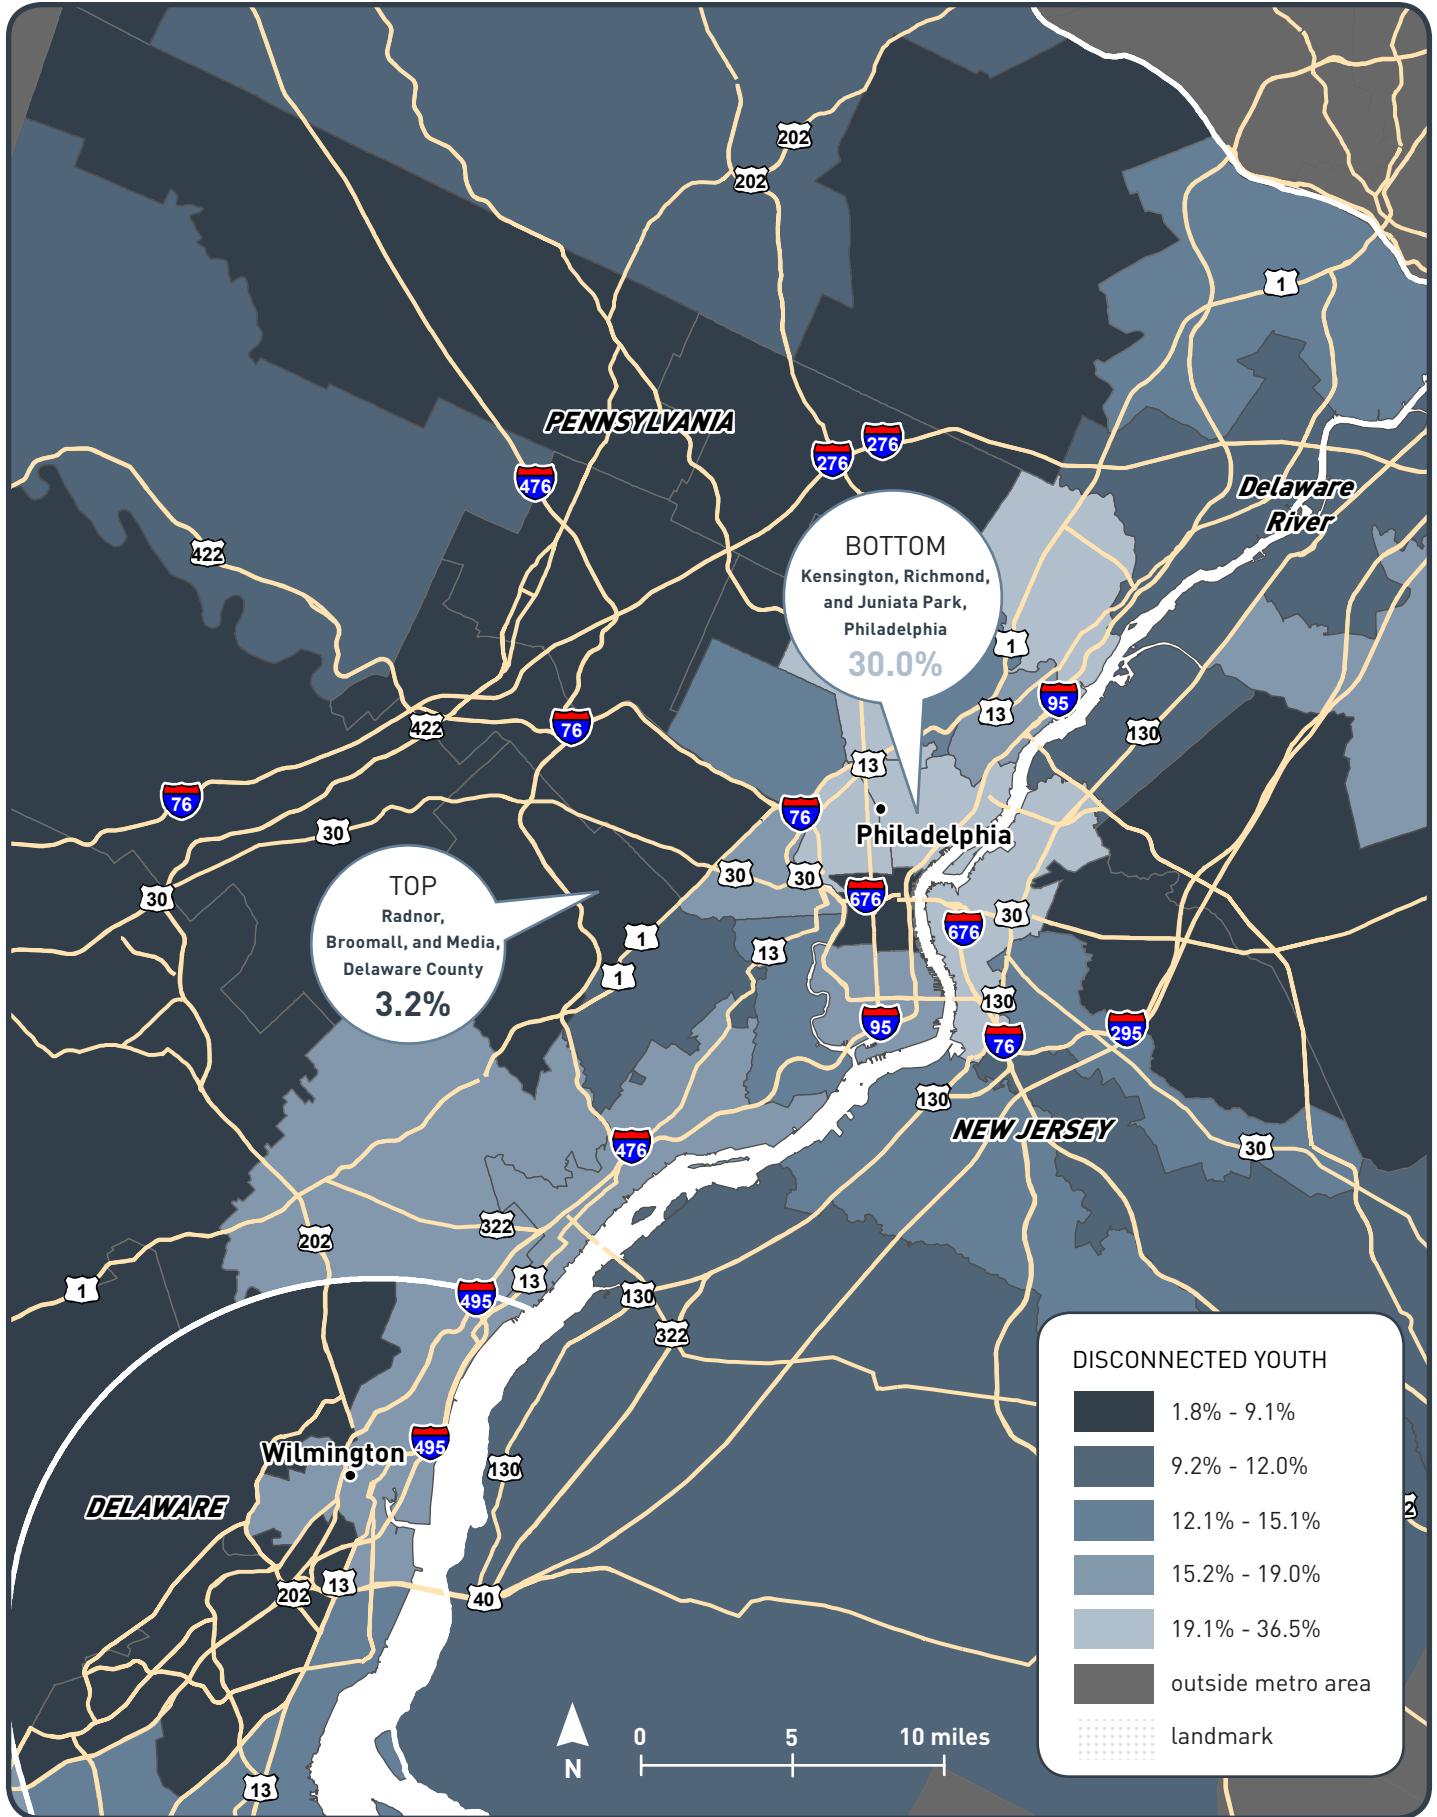 202
202
1
PENNSYLVANIA
276
276
476
Delaware
River
422
BOTTOM
Kensington, Richmond,
and Juniata Park,
Philadelphia
30.0%
1
95
13
422
76
130
13
76
76
30
Philadelphia
TOP
Radnor,
Broomall, and Media,
Delaware County
3.2%
30
30
30
676
676
30
1
13
1
130
95
76
295
130
NEW JERSEY
476
30
322
202
1
13
495
130
322
DISCONNECTED YOUTH
1.8% - 9.1%
9.2% - 12.0%
12.1% - 15.1%
15.2% - 19.0%
19.1% - 36.5%
outside metro area
landmark
495
Wilmington
130
DELAWARE
2
202
13
40
13
N
0 5 10 miles